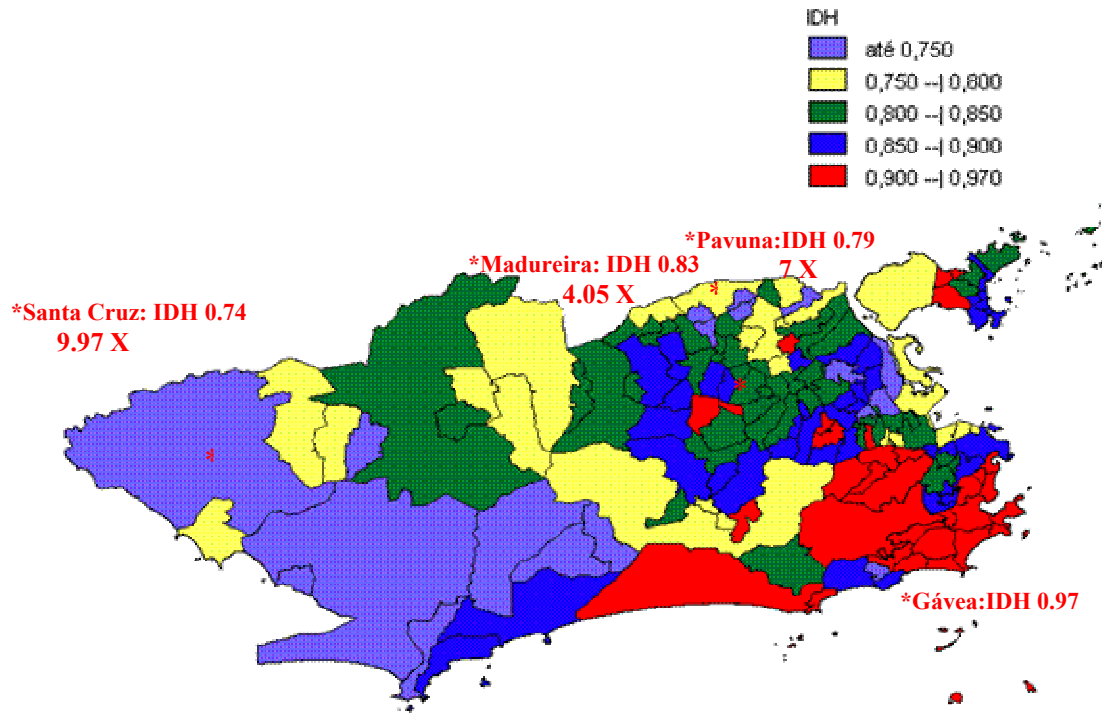 IDH
até 0,750
0,750 --| 0,800
0,800 --| 0,850
0,850 --| 0,900
0,900 --| 0,970
*Pavuna:IDH 0.79
7 X
*Madureira: IDH 0.83
4.05 X
*Santa Cruz: IDH 0.74
9.97 X
*Gávea:IDH 0.97